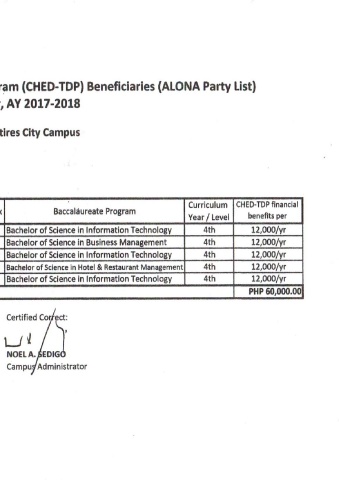 ram (CHED-TDP) Beneficiaries (ALONA Party List)
, AY 2017-2018
tires City Campus
Baccalaureate Program Curriculum Year / Level CHED-TDP financial benefits per
Bachelor of Science in Information Technology 4th 12,000/yr
Bachelor of Science in Business Management 4th 12,000/yr
Bachelor of Science in Information Technology 4th 12,000/yr
Bachelor of Science in Hotel & Restaurant Management 4th 12,000/yr
Bachelor of Science in Information Technology 4th 12,000/yr
PHP 60,000.00
Certified Correct:
NOEL A. SEDIGO
Campus Administrator